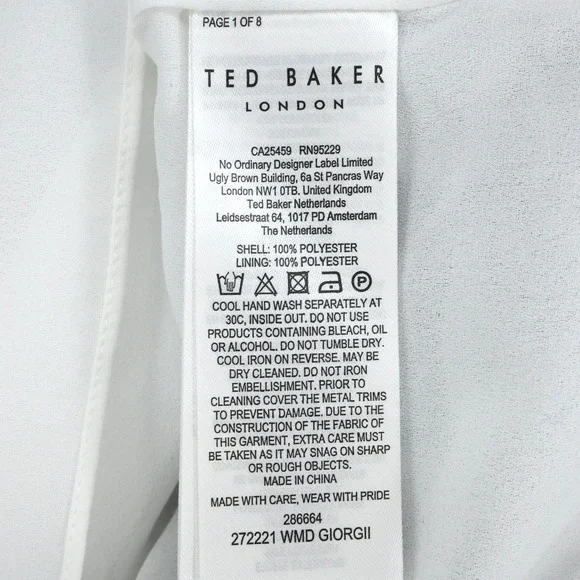 PAGE 1 OF 8
TED BAKER
LONDON
CA25459 RN95229
No Ordinary Designer Label Limited
Ugly Brown Building, 6a St Pancras Way
London NW1 0TB. United Kingdom
Ted Baker Netherlands
Leidsestraat 64, 1017 PD Amsterdam
The Netherlands
SHELL: 100% POLYESTER
LINING: 100% POLYESTER
P
COOL HAND WASH SEPARATELY AT
30C, INSIDE OUT. DO NOT USE
PRODUCTS CONTAINING BLEACH, OIL
OR ALCOHOL. DO NOT TUMBLE DRY.
COOL IRON ON REVERSE. MAY BE
DRY CLEANED. DO NOT IRON
EMBELLISHMENT. PRIOR TO
CLEANING COVER THE METAL TRIMS
TO PREVENT DAMAGE. DUE TO THE
CONSTRUCTION OF THE FABRIC OF
THIS GARMENT, EXTRA CARE MUST
BE TAKEN AS IT MAY SNAG ON SHARP
OR ROUGH OBJECTS.
MADE IN CHINA
MADE WITH CARE, WEAR WITH PRIDE
286664
272221 WMD GIORGII